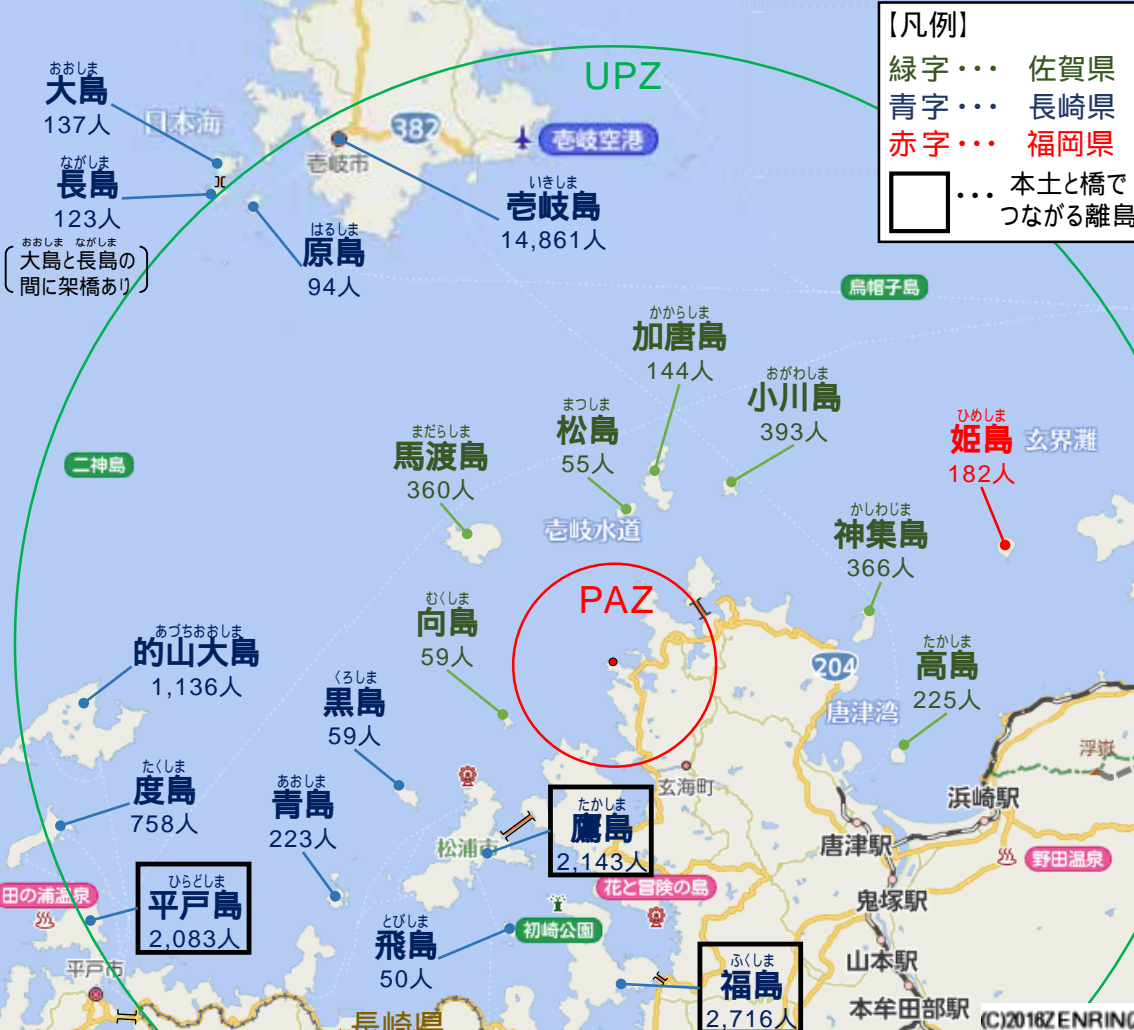 【凡例】
緑字・・・ 佐賀県
青字・・・ 長崎県
赤字・・・ 福岡県
・・・ 本土と橋で
つながる離島
UPZ
おおしま
大島
137人
日本海
382
壱岐空港
壱岐市
ながしま
長島
123人
おおしま ながしま
大島と長島の
間に架橋あり
いきしま
壱岐島
14,861人
はるしま
原島
94人
烏帽子島
かからしま
加唐島
144人
おがわしま
小川島
393人
まつしま
松島
55人
ひめしま
姫島
182人
玄界灘
まだらしま
馬渡島
360人
二神島
壱岐水道
かしわじま
神集島
366人
PAZ
むくしま
向島
59人
あづちおおしま
的山大島
1,136人
たかしま
高島
225人
204
唐津湾
くろしま
黒島
59人
浮嶽
たくしま
度島
758人
あおしま
青島
223人
玄海町
浜崎駅
たかしま
鷹島
2,143人
松浦市
唐津駅
野田温泉
田の浦温泉
ひらどしま
平戸島
2,083人
花と冒険の島
鬼塚駅
とびしま
飛島
50人
初崎公園
平戸市
ふくしま
福島
2,716人
山本駅
本牟田部駅
長崎県
(C)2016ZENRIN